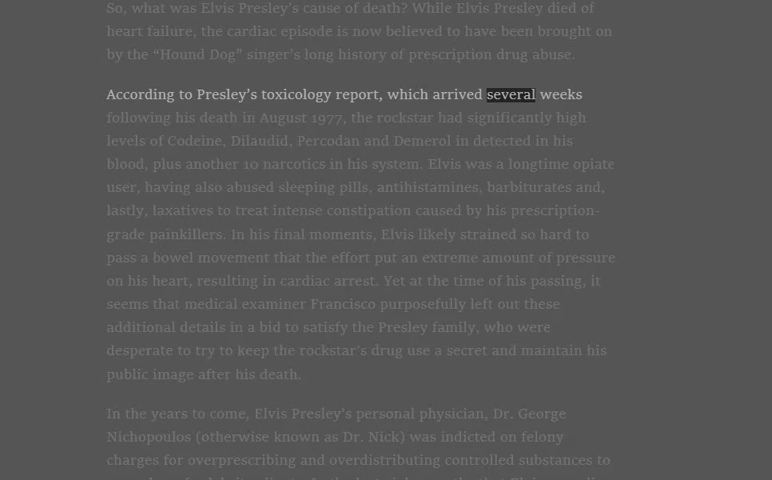 So, what was Elvis Presley’s cause of death? While Elvis Presley died of
heart failure, the cardiac episode is now believed to have been brought on
by the “Hound Dog” singer’s long history of prescription drug abuse.
According to Presley’s toxicology report, which arrived several weeks
following his death in August 1977, the rockstar had significantly high
levels of Codeine, Dilaudid, Percodan and Demerol in detected in his
blood, plus another 10 narcotics in his system. Elvis was a longtime opiate
user, having also abused sleeping pills, antihistamines, barbiturates and,
lastly, laxatives to treat intense constipation caused by his prescription-
grade painkillers. In his final moments, Elvis likely strained so hard to
pass a bowel movement that the effort put an extreme amount of pressure
on his heart, resulting in cardiac arrest. Yet at the time of his passing, it
seems that medical examiner Francisco purposefully left out these
additional details in a bid to satisfy the Presley family, who were
desperate to try to keep the rockstar’s drug use a secret and maintain his
public image after his death.
In the years to come, Elvis Presley’s personal physician, Dr. George
Nichopoulos (otherwise known as Dr. Nick) was indicted on felony
charges for overprescribing and overdistributing controlled substances to